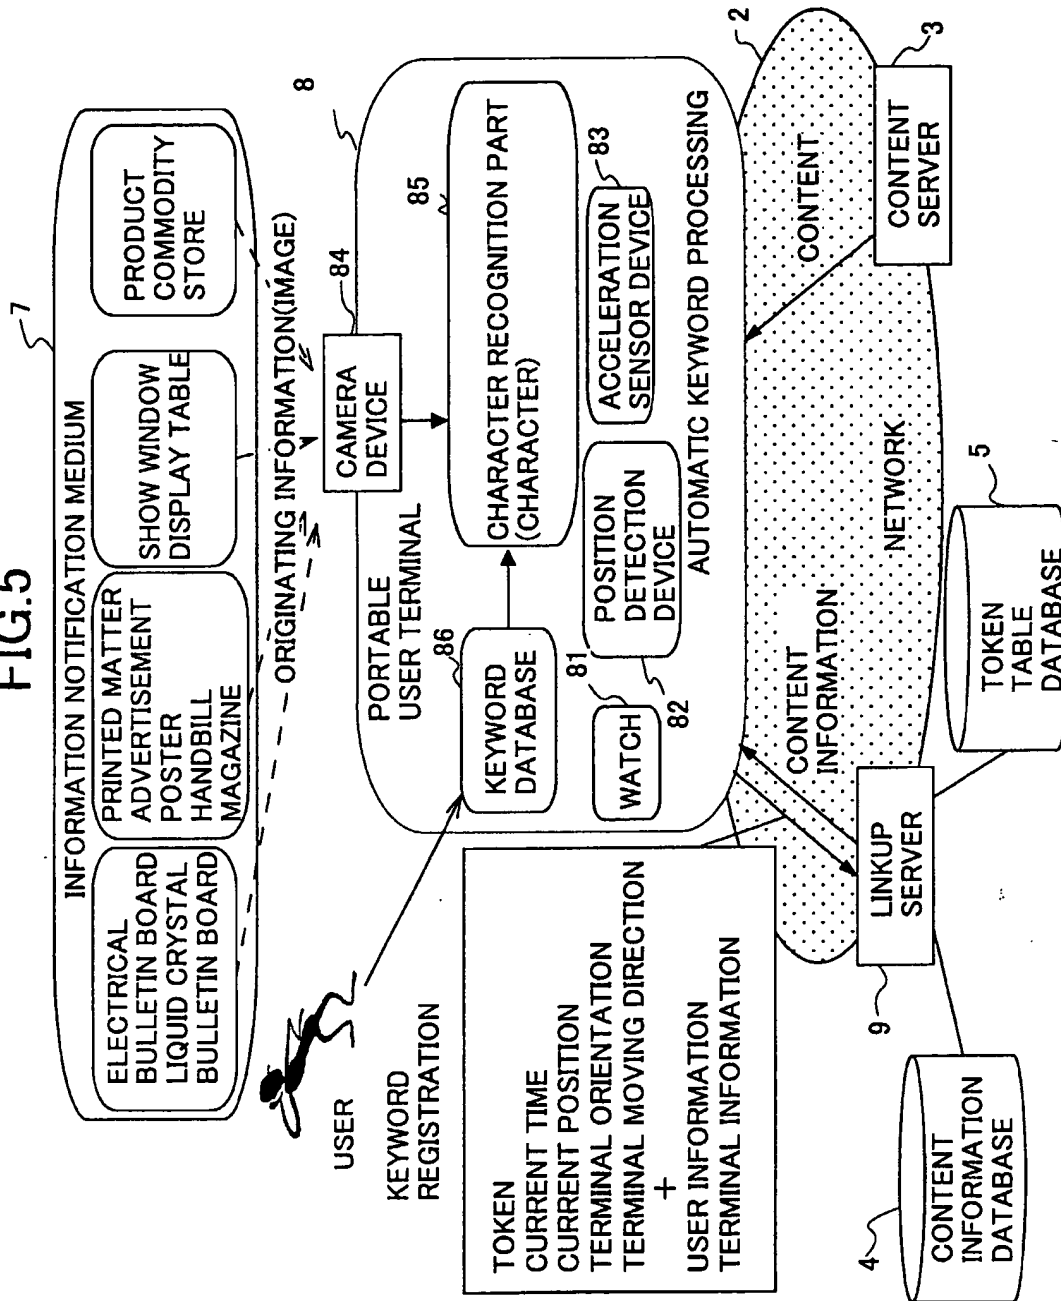 FIG.5
7
INFORMATION NOTIFICATION MEDIUM
ELECTRICAL
BULLETIN BOARD
LIQUID CRYSTAL
BULLETIN BOARD
PRINTED MATTER
ADVERTISEMENT
POSTER
HANDBILL
MAGAZINE
SHOW WINDOW
DISPLAY TABLE
PRODUCT
COMMODITY
STORE
ORIGINATING INFORMATION(IMAGE)
USER
KEYWORD
REGISTRATION
8
PORTABLE
USER TERMINAL
84
CAMERA
DEVICE
85
CHARACTER RECOGNITION PART
(CHARACTER)
86
KEYWORD
DATABASE
81
WATCH
82
POSITION
DETECTION
DEVICE
83
ACCELERATION
SENSOR DEVICE
AUTOMATIC KEYWORD PROCESSING
TOKEN
CURRENT TIME
CURRENT POSITION
TERMINAL ORIENTATION
TERMINAL MOVING DIRECTION
+
USER INFORMATION
TERMINAL INFORMATION
2
CONTENT
INFORMATION
CONTENT
NETWORK
3
CONTENT
SERVER
9
LINKUP
SERVER
4
CONTENT
INFORMATION
DATABASE
5
TOKEN
TABLE
DATABASE